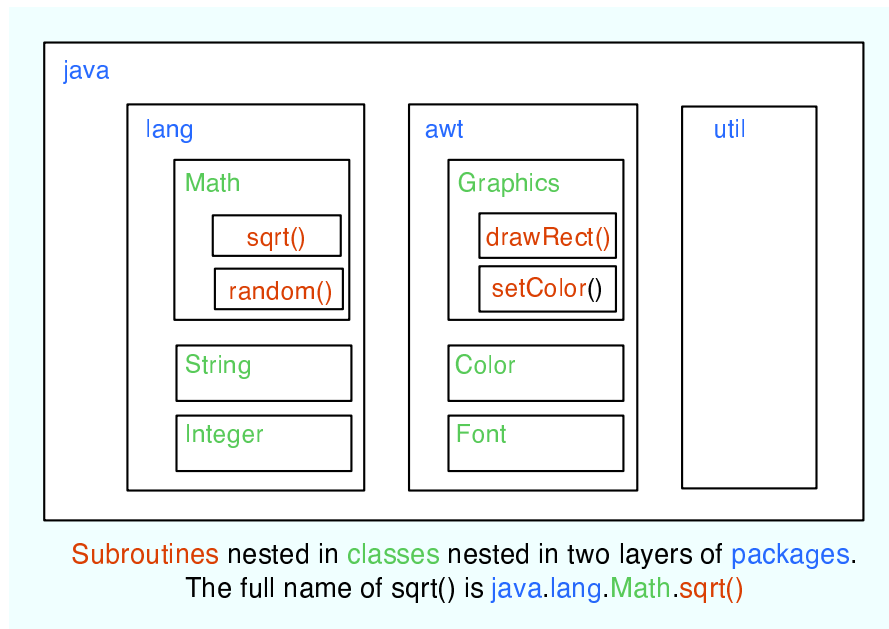 java
lang
Math
sqrt()
random()
String
Integer
awt
Graphics
drawRect()
setColor()
Color
Font
util
Subroutines nested in classes nested in two layers of packages.
The full name of sqrt() is java.lang.Math.sqrt()